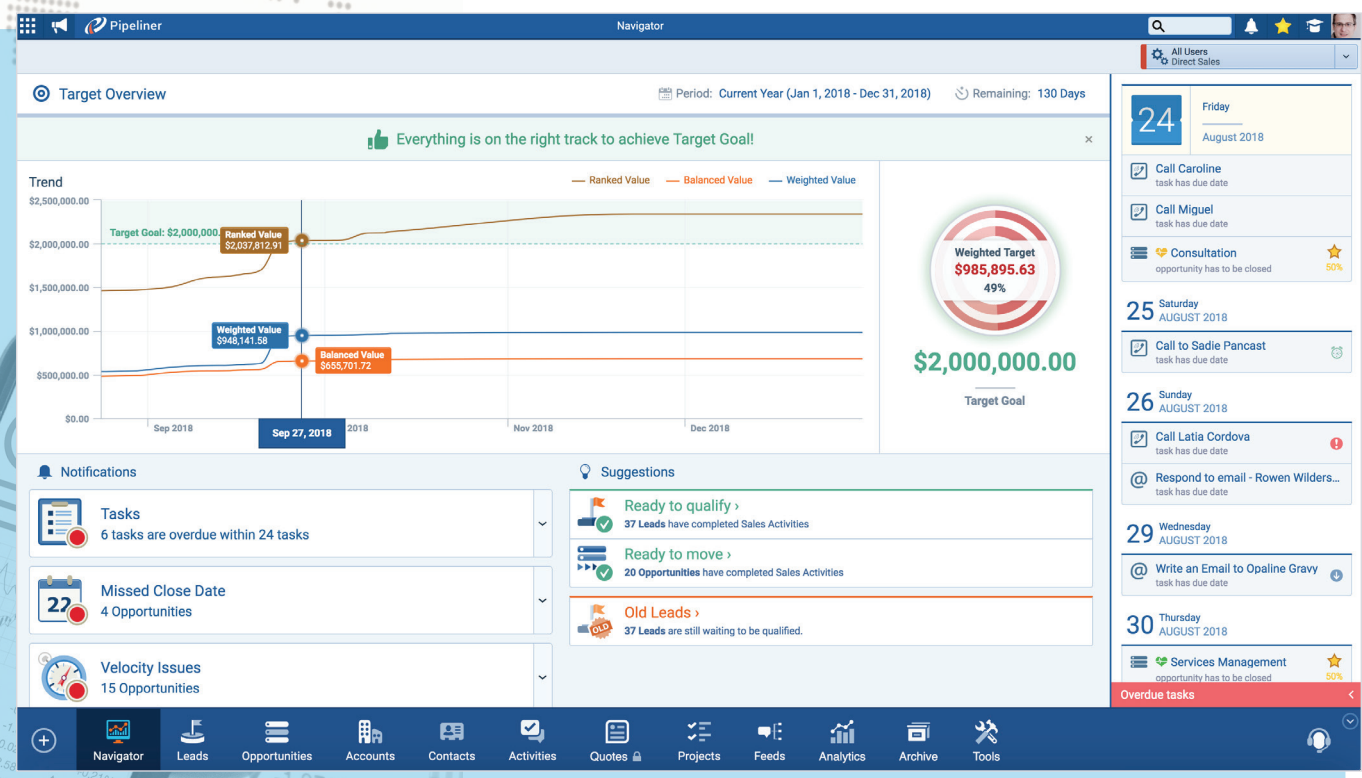 Pipeliner
Navigator
All Users
Direct Sales
Target Overview
Period: Current Year (Jan 1, 2018 - Dec 31, 2018)
Remaining: 130 Days
Everything is on the right track to achieve Target Goal!
Trend
Ranked Value
Balanced Value
Weighted Value
$2,500,000.00
$2,000,000.00
$1,500,000.00
$1,000,000.00
$500,000.00
$0.00
Target Goal: $2,000,000.
Ranked Value
$2,037,812.91
Weighted Value
$948,141.58
Balanced Value
$655,701.72
Sep 2018
Sep 27, 2018
2018
Nov 2018
Dec 2018
Weighted Target
$985,895.63
49%
$2,000,000.00
Target Goal
Notifications
Tasks
6 tasks are overdue within 24 tasks
22
Missed Close Date
4 Opportunities
Velocity Issues
15 Opportunities
Suggestions
Ready to qualify ›
37 Leads have completed Sales Activities
Ready to move ›
20 Opportunities have completed Sales Activities
OLD
Old Leads ›
37 Leads are still waiting to be qualified.
24
Friday
August 2018
Call Caroline
task has due date
Call Miguel
task has due date
Consultation
opportunity has to be closed
50%
25
Saturday
AUGUST 2018
Call to Sadie Pancast
task has due date
26
Sunday
AUGUST 2018
Call Latia Cordova
task has due date
@
Respond to email - Rowen Wilders...
task has due date
29
Wednesday
AUGUST 2018
@
Write an Email to Opaline Gravy
task has due date
30
Thursday
AUGUST 2018
Services Management
opportunity has to be closed
50%
Overdue tasks
Navigator
Leads
Opportunities
Accounts
Contacts
Activities
Quotes
Projects
Feeds
Analytics
Archive
Tools